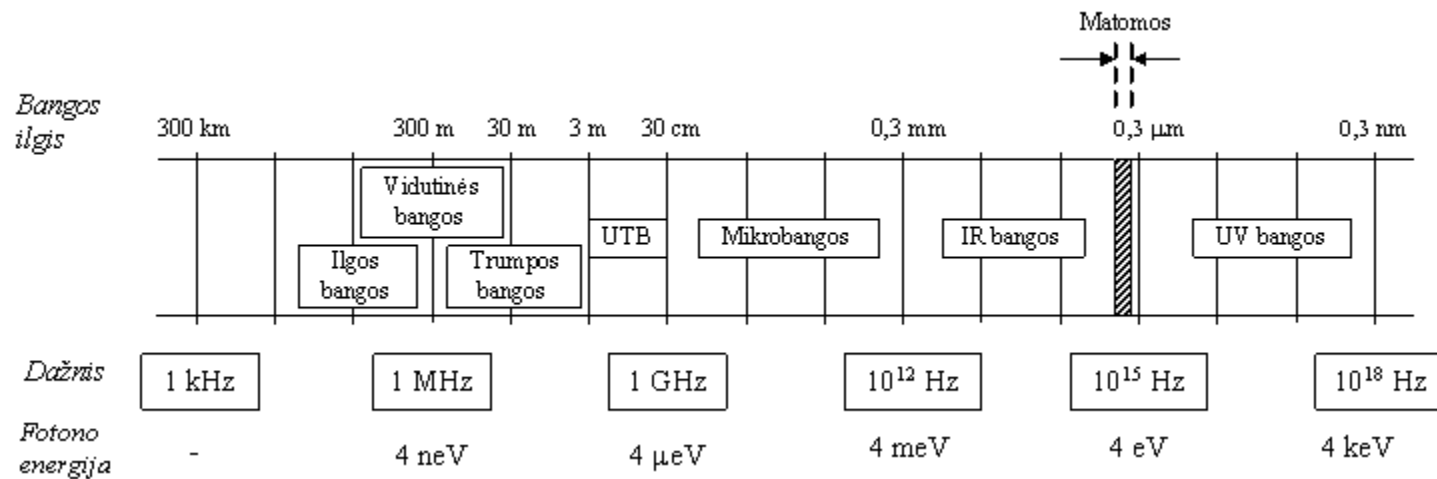 Matomos
Bangos
ilgis
300 km 300 m 30 m 3 m 30 cm 0,3 mm 0,3 μm 0,3 nm
Vidutinės
bangos
Ilgos
bangos
Trumpos
bangos
UTB
Mikrobangos
IR bangos
UV bangos
Dažnis
1 kHz 1 MHz 1 GHz 10¹² Hz 10¹⁵ Hz 10¹⁸ Hz
Fotono
energija
- 4 neV 4 μeV 4 meV 4 eV 4 keV